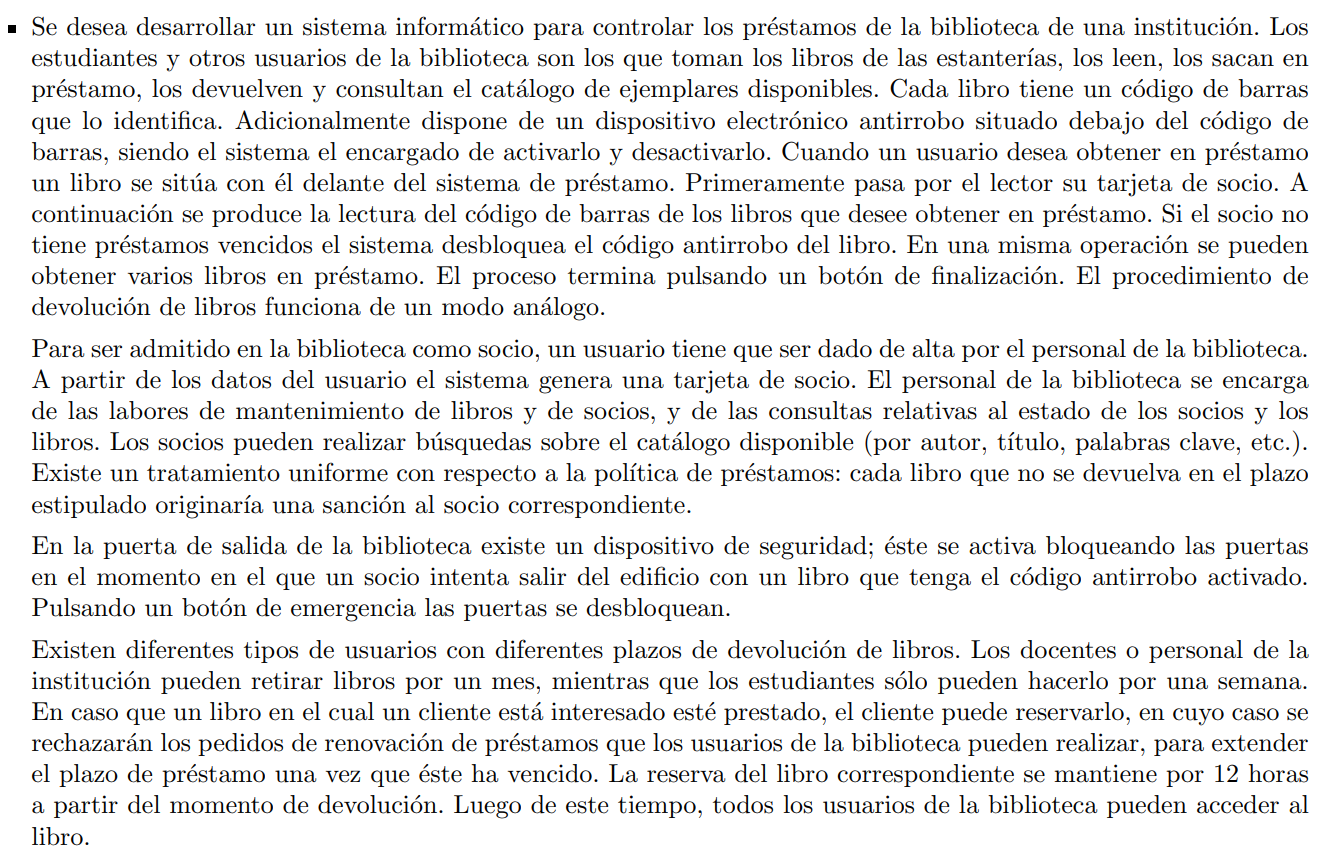 ▪ Se desea desarrollar un sistema informático para controlar los préstamos de la biblioteca de una institución. Los
estudiantes y otros usuarios de la biblioteca son los que toman los libros de las estanterías, los leen, los sacan en
préstamo, los devuelven y consultan el catálogo de ejemplares disponibles. Cada libro tiene un código de barras
que lo identifica. Adicionalmente dispone de un dispositivo electrónico antirrobo situado debajo del código de
barras, siendo el sistema el encargado de activarlo y desactivarlo. Cuando un usuario desea obtener en préstamo
un libro se sitúa con él delante del sistema de préstamo. Primeramente pasa por el lector su tarjeta de socio. A
continuación se produce la lectura del código de barras de los libros que desee obtener en préstamo. Si el socio no
tiene préstamos vencidos el sistema desbloquea el código antirrobo del libro. En una misma operación se pueden
obtener varios libros en préstamo. El proceso termina pulsando un botón de finalización. El procedimiento de
devolución de libros funciona de un modo análogo.
Para ser admitido en la biblioteca como socio, un usuario tiene que ser dado de alta por el personal de la biblioteca.
A partir de los datos del usuario el sistema genera una tarjeta de socio. El personal de la biblioteca se encarga
de las labores de mantenimiento de libros y de socios, y de las consultas relativas al estado de los socios y los
libros. Los socios pueden realizar búsquedas sobre el catálogo disponible (por autor, título, palabras clave, etc.).
Existe un tratamiento uniforme con respecto a la política de préstamos: cada libro que no se devuelva en el plazo
estipulado originaría una sanción al socio correspondiente.
En la puerta de salida de la biblioteca existe un dispositivo de seguridad; éste se activa bloqueando las puertas
en el momento en el que un socio intenta salir del edificio con un libro que tenga el código antirrobo activado.
Pulsando un botón de emergencia las puertas se desbloquean.
Existen diferentes tipos de usuarios con diferentes plazos de devolución de libros. Los docentes o personal de la
institución pueden retirar libros por un mes, mientras que los estudiantes sólo pueden hacerlo por una semana.
En caso que un libro en el cual un cliente está interesado esté prestado, el cliente puede reservarlo, en cuyo caso se
rechazarán los pedidos de renovación de préstamos que los usuarios de la biblioteca pueden realizar, para extender
el plazo de préstamo una vez que éste ha vencido. La reserva del libro correspondiente se mantiene por 12 horas
a partir del momento de devolución. Luego de este tiempo, todos los usuarios de la biblioteca pueden acceder al
libro.